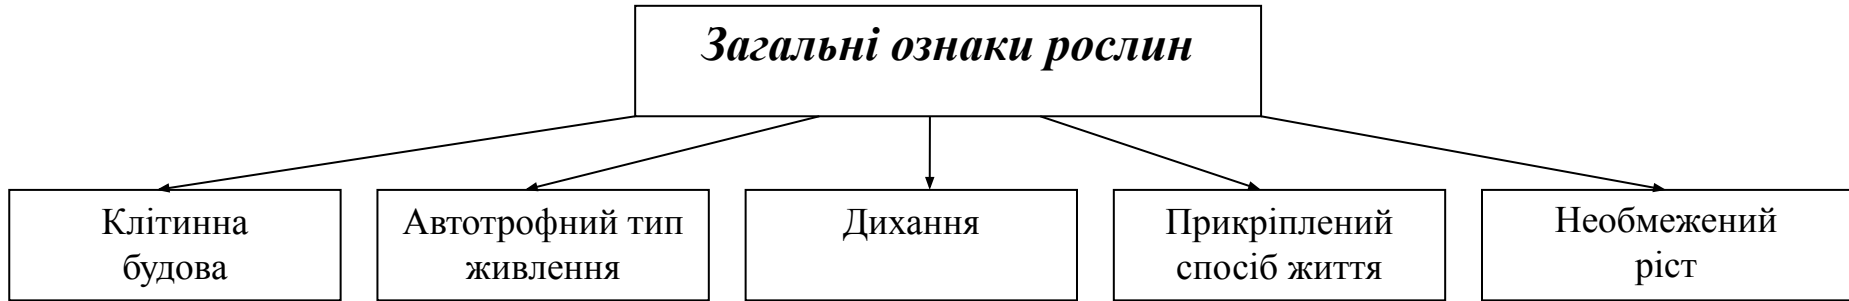 Загальні ознаки рослин
Клітинна
будова
Автотрофний тип
живлення
Дихання
Прикріплений
спосіб життя
Необмежений
ріст